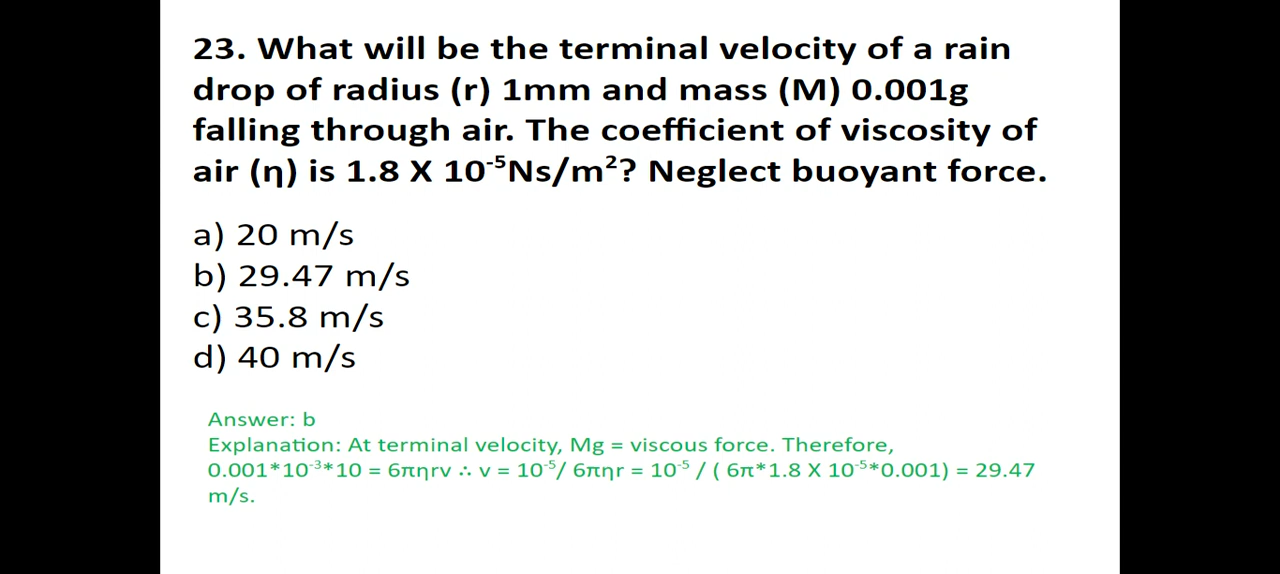 23. What will be the terminal velocity of a rain
drop of radius (r) 1mm and mass (M) 0.001g
falling through air. The coefficient of viscosity of
air (η) is 1.8 X 10⁻⁵Ns/m²? Neglect buoyant force.
a) 20 m/s
b) 29.47 m/s
c) 35.8 m/s
d) 40 m/s
Answer: b
Explanation: At terminal velocity, Mg = viscous force. Therefore,
0.001*10⁻³*10 = 6πηrv ∴ v = 10⁻⁵/ 6πηr = 10⁻⁵ / ( 6π*1.8 X 10⁻⁵*0.001) = 29.47
m/s.